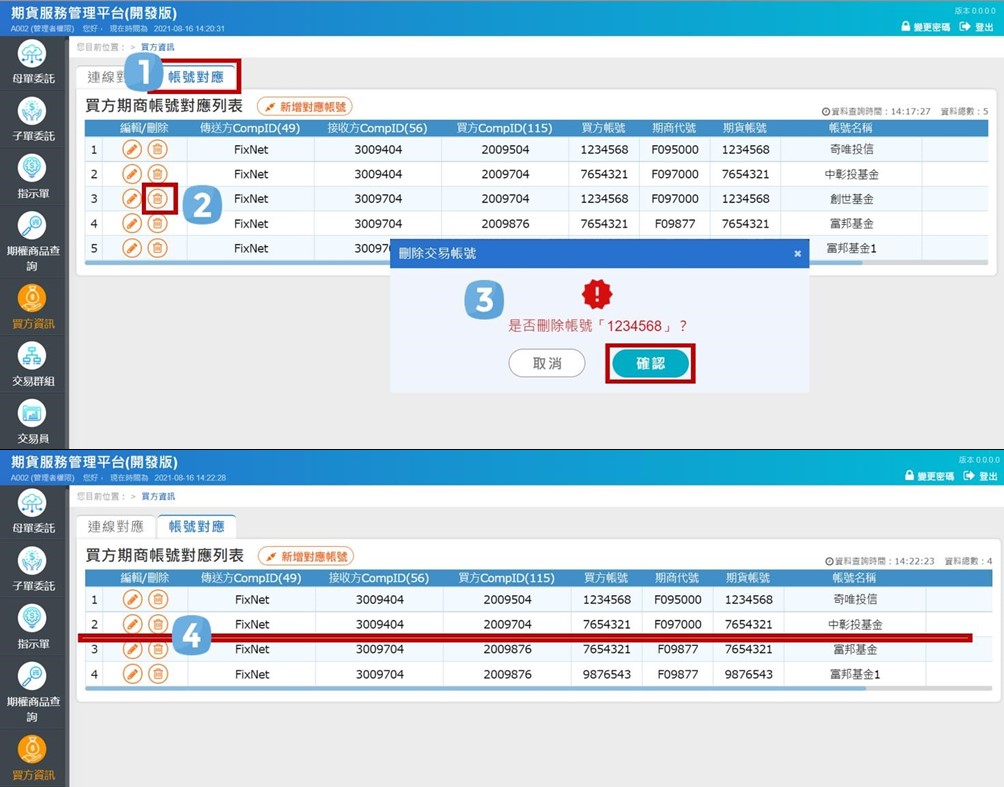 期貨服務管理平台(開發版)
版本 0.0.0.0
A002 (管理者權限) 您好， 現在時間為 2021-08-16 14:20:31
變更密碼 登出
母單委託
子單委託
指示單
期權商品查詢
買方資訊
交易群組
交易員
您目前位置： > 買方資訊
連線對
1
帳號對應
買方期商帳號對應列表 新增對應帳號
資料查詢時間：14:17:27 資料總數：5
編輯/刪除 傳送方CompID(49) 接收方CompID(56) 買方CompID(115) 買方帳號 期商代號 期貨帳號 帳號名稱
1 FixNet 3009404 2009504 1234568 F095000 1234568 奇唯投信
2 FixNet 3009404 2009704 7654321 F097000 7654321 中彰投基金
3 FixNet 3009704 2009704 1234568 F097000 1234568 創世基金
2
4 FixNet 3009704 2009876 7654321 F09877 7654321 富邦基金
5 FixNet 30097 富邦基金1
刪除交易帳號 ×
3
!
是否刪除帳號「1234568」？
取消 確認
期貨服務管理平台(開發版)
版本 0.0.0.0
A002 (管理者權限) 您好， 現在時間為 2021-08-16 14:22:28
變更密碼 登出
母單委託
子單委託
指示單
期權商品查詢
買方資訊
您目前位置： > 買方資訊
連線對應 帳號對應
買方期商帳號對應列表 新增對應帳號
資料查詢時間：14:22:23 資料總數：4
編輯/刪除 傳送方CompID(49) 接收方CompID(56) 買方CompID(115) 買方帳號 期商代號 期貨帳號 帳號名稱
1 FixNet 3009404 2009504 1234568 F095000 1234568 奇唯投信
2 FixNet 3009404 2009704 7654321 F097000 7654321 中彰投基金
4
3 FixNet 3009704 2009876 7654321 F09877 7654321 富邦基金
4 FixNet 3009704 2009876 9876543 F09877 9876543 富邦基金1